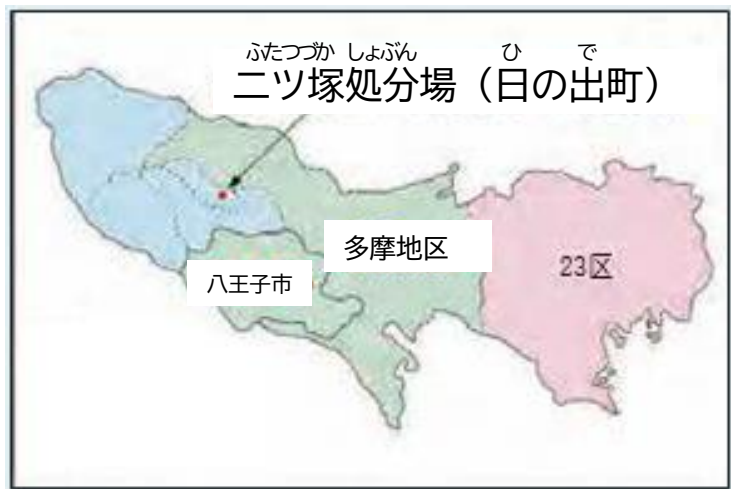 ふたつづか しょぶん ひ で
二ツ塚処分場（日の出町）
多摩地区
23区
八王子市